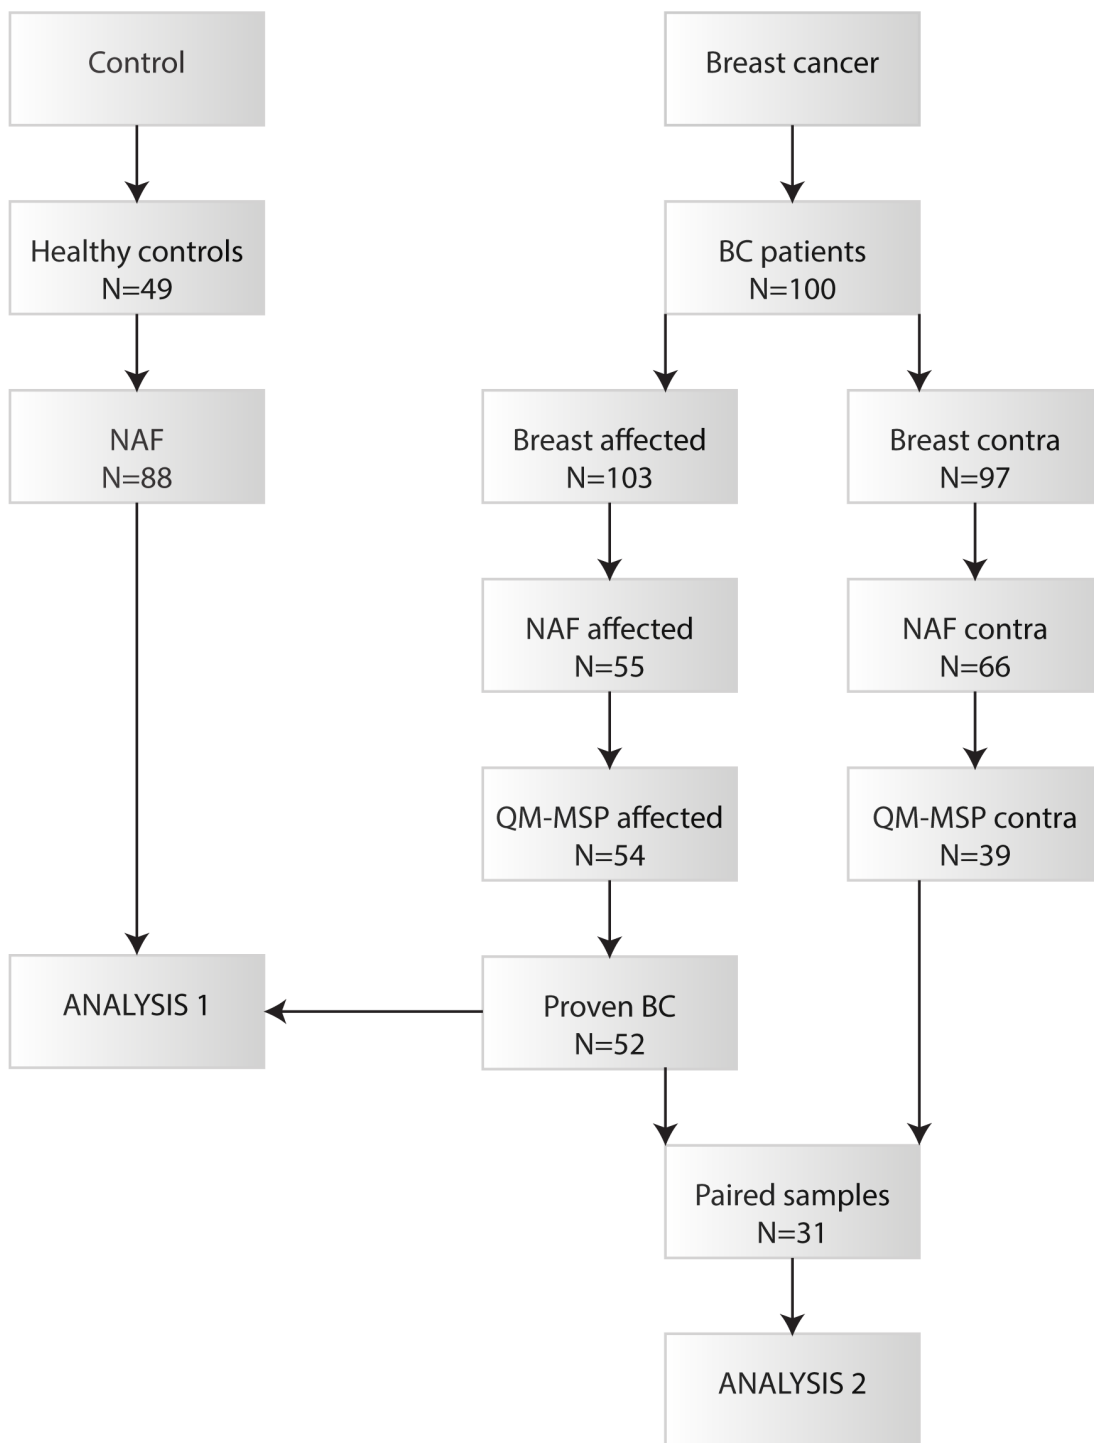 Control
Breast cancer
Healthy controls
N=49
BC patients
N=100
NAF
N=88
Breast affected
N=103
Breast contra
N=97
NAF affected
N=55
NAF contra
N=66
QM-MSP affected
N=54
QM-MSP contra
N=39
ANALYSIS 1
Proven BC
N=52
Paired samples
N=31
ANALYSIS 2